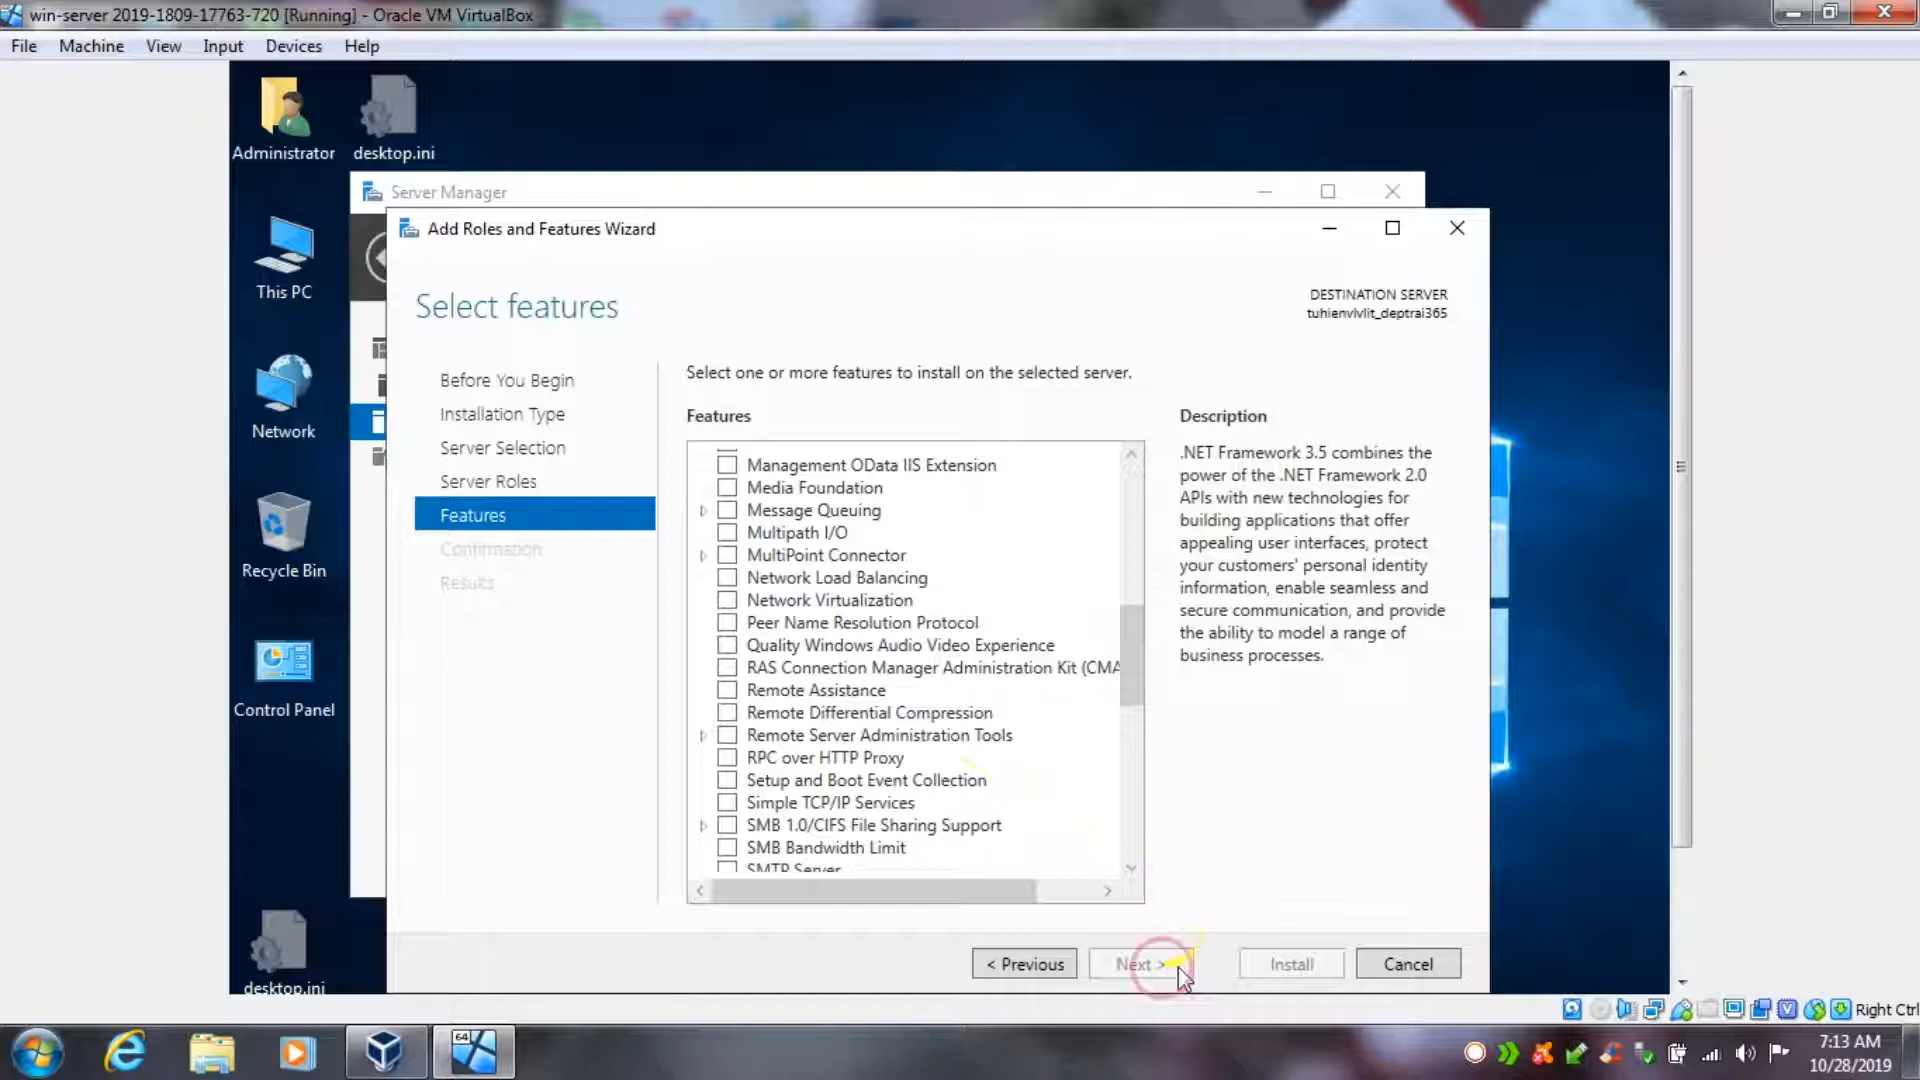 win-server 2019-1809-17763-720 [Running] - Oracle VM VirtualBox
File Machine View Input Devices Help
Administrator
desktop.ini
This PC
Network
Recycle Bin
Control Panel
desktop.ini
Server Manager
Add Roles and Features Wizard
Select features
DESTINATION SERVER
tuhienvlvlit_deptrai365
Before You Begin
Installation Type
Server Selection
Server Roles
Features
Confirmation
Results
Select one or more features to install on the selected server.
Features
Management OData IIS Extension
Media Foundation
Message Queuing
Multipath I/O
MultiPoint Connector
Network Load Balancing
Network Virtualization
Peer Name Resolution Protocol
Quality Windows Audio Video Experience
RAS Connection Manager Administration Kit (CMA
Remote Assistance
Remote Differential Compression
Remote Server Administration Tools
RPC over HTTP Proxy
Setup and Boot Event Collection
Simple TCP/IP Services
SMB 1.0/CIFS File Sharing Support
SMB Bandwidth Limit
SMTP Server
Description
.NET Framework 3.5 combines the
power of the .NET Framework 2.0
APIs with new technologies for
building applications that offer
appealing user interfaces, protect
your customers' personal identity
information, enable seamless and
secure communication, and provide
the ability to model a range of
business processes.
< Previous
Next >
Install
Cancel
Right Ctrl
64
7:13 AM
10/28/2019